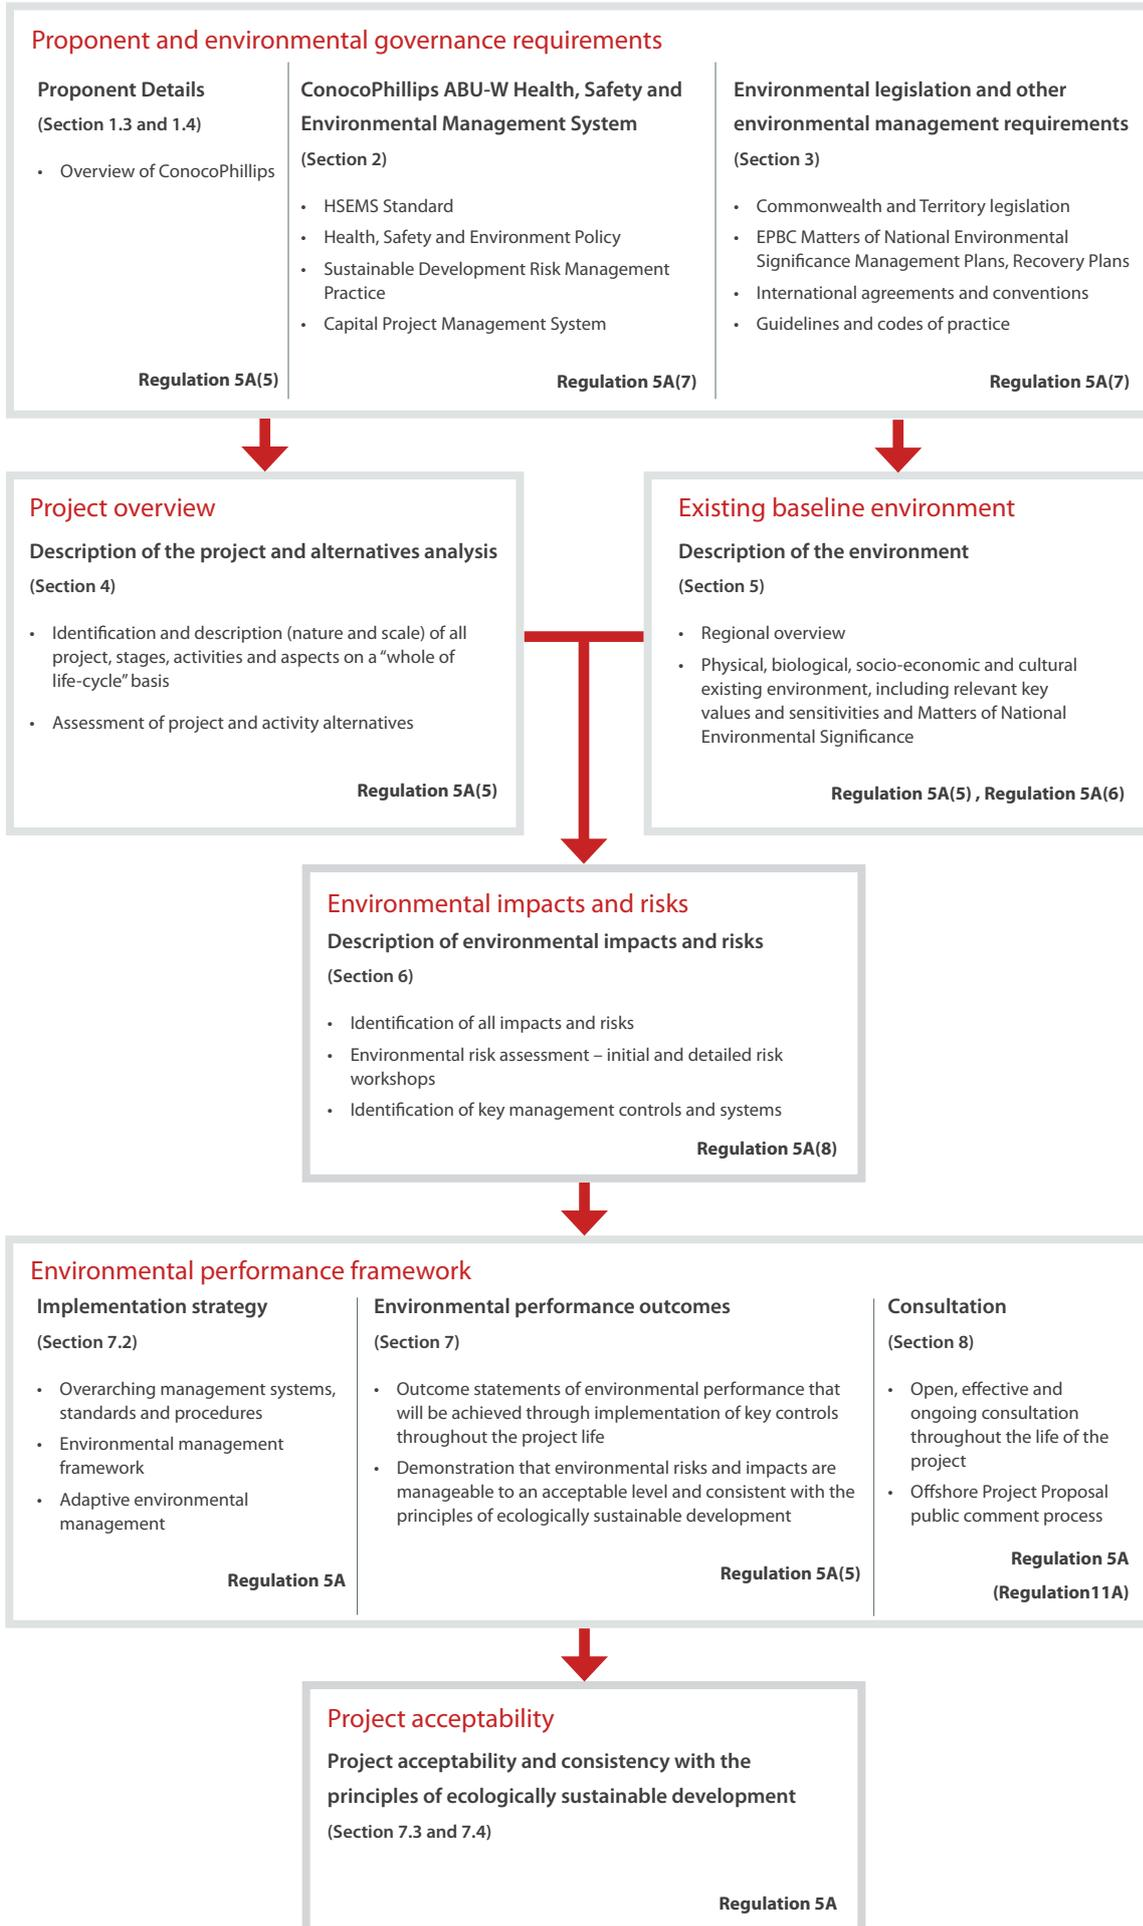 Proponent and environmental governance requirements
Proponent Details
(Section 1.3 and 1.4)
• Overview of ConocoPhillips
Regulation 5A(5)
ConocoPhillips ABU-W Health, Safety and
Environmental Management System
(Section 2)
• HSEMS Standard
• Health, Safety and Environment Policy
• Sustainable Development Risk Management
Practice
• Capital Project Management System
Regulation 5A(7)
Environmental legislation and other
environmental management requirements
(Section 3)
• Commonwealth and Territory legislation
• EPBC Matters of National Environmental
Significance Management Plans, Recovery Plans
• International agreements and conventions
• Guidelines and codes of practice
Regulation 5A(7)
Project overview
Description of the project and alternatives analysis
(Section 4)
• Identification and description (nature and scale) of all
project, stages, activities and aspects on a “whole of
life-cycle” basis
• Assessment of project and activity alternatives
Regulation 5A(5)
Existing baseline environment
Description of the environment
(Section 5)
• Regional overview
• Physical, biological, socio-economic and cultural
existing environment, including relevant key
values and sensitivities and Matters of National
Environmental Significance
Regulation 5A(5) , Regulation 5A(6)
Environmental impacts and risks
Description of environmental impacts and risks
(Section 6)
• Identification of all impacts and risks
• Environmental risk assessment – initial and detailed risk
workshops
• Identification of key management controls and systems
Regulation 5A(8)
Environmental performance framework
Implementation strategy
(Section 7.2)
• Overarching management systems,
standards and procedures
• Environmental management
framework
• Adaptive environmental
management
Regulation 5A
Environmental performance outcomes
(Section 7)
• Outcome statements of environmental performance that
will be achieved through implementation of key controls
throughout the project life
• Demonstration that environmental risks and impacts are
manageable to an acceptable level and consistent with the
principles of ecologically sustainable development
Regulation 5A(5)
Consultation
(Section 8)
• Open, effective and
ongoing consultation
throughout the life of the
project
• Offshore Project Proposal
public comment process
Regulation 5A
(Regulation11A)
Project acceptability
Project acceptability and consistency with the
principles of ecologically sustainable development
(Section 7.3 and 7.4)
Regulation 5A